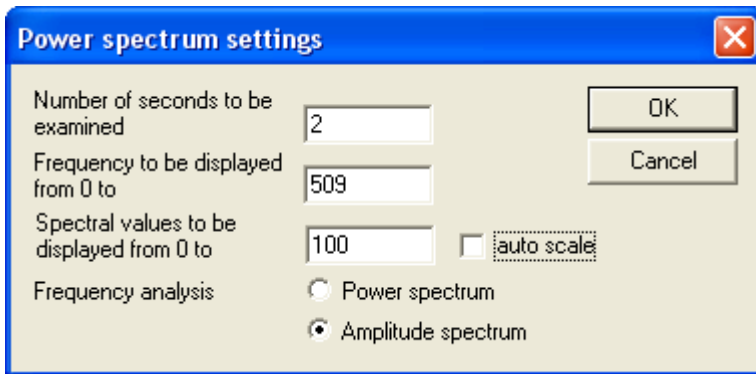 Power spectrum settings
Number of seconds to be
examined
2
OK
Frequency to be displayed
from 0 to
509
Cancel
Spectral values to be
displayed from 0 to
100
auto scale
Frequency analysis
Power spectrum
Amplitude spectrum